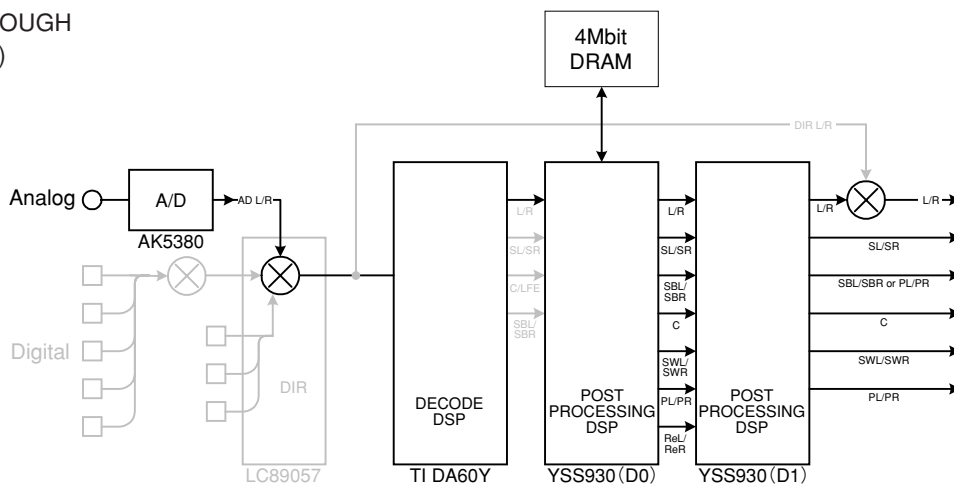 OUGH
)
4Mbit
DRAM
DIR L/R
Analog
A/D
AD L/R
AK5380
L/R
L/R
L/R
L/R
SL/SR
SL/SR
SL/SR
C/LFE
SBL/
SBR
SBL/SBR or PL/PR
SBL/
SBR
C
C
Digital
DIR
SWL/
SWR
SWL/SWR
DECODE
DSP
POST
PROCESSING
DSP
PL/PR
POST
PROCESSING
DSP
PL/PR
ReL/
ReR
LC89057
TI DA60Y
YSS930(D0)
YSS930(D1)